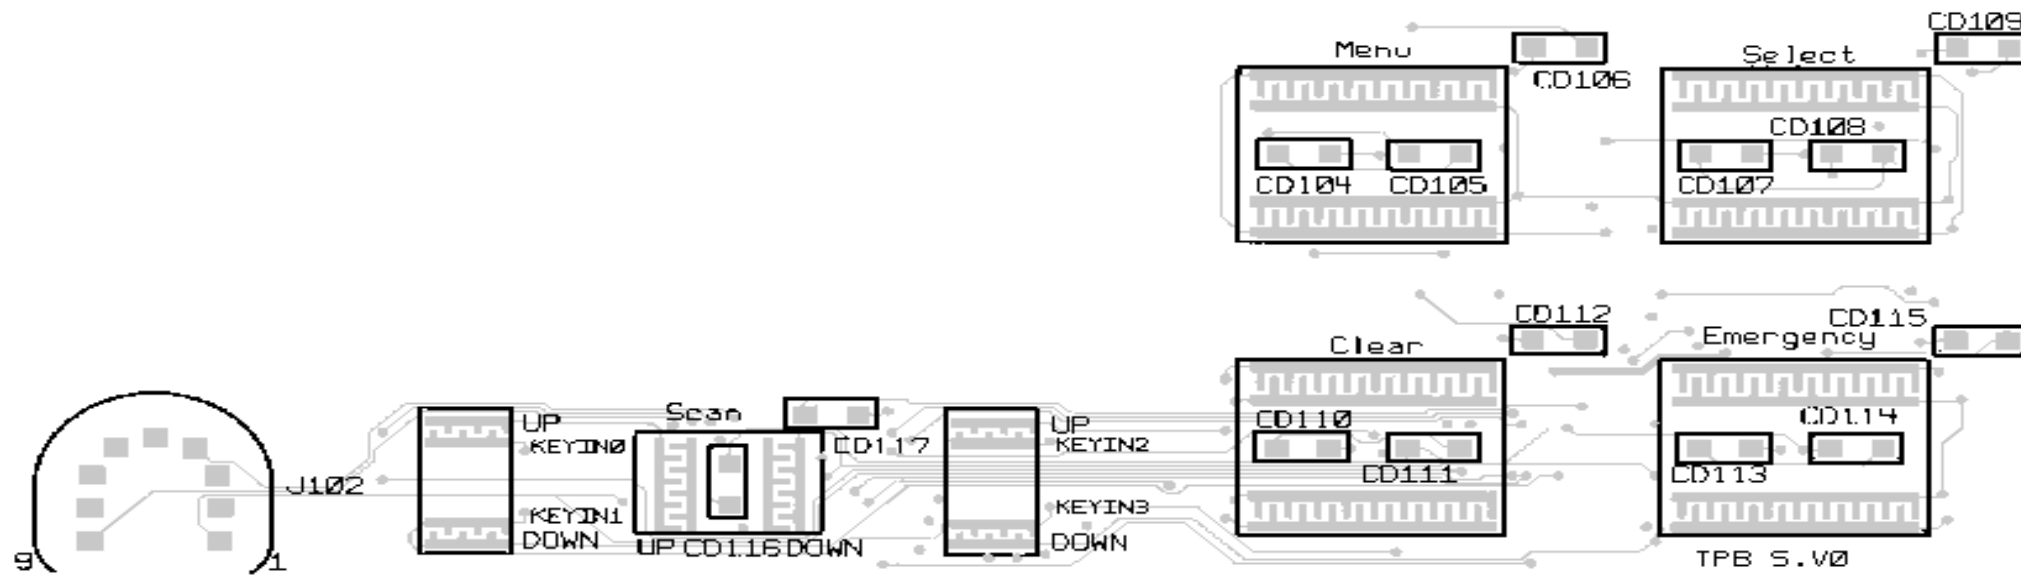 CD109
Menu
Select
CD106
CD108
CD104
CD105
CD107
CD112
CD115
Clear
Emergency
Scan
UP
UP
CD110
CD114
KEYIN0
CD117
KEYIN2
CD111
CD113
J102
KEYIN1
KEYIN3
DOWN
UP CD116 DOWN
DOWN
9
1
TPB S.V0